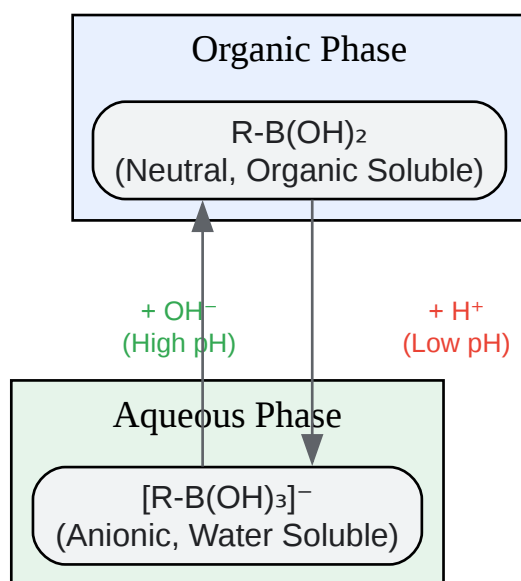 Organic Phase
R-B(OH)₂
(Neutral, Organic Soluble)
+ OH⁻
(High pH)
+ H⁺
(Low pH)
Aqueous Phase
[R-B(OH)₃]⁻
(Anionic, Water Soluble)